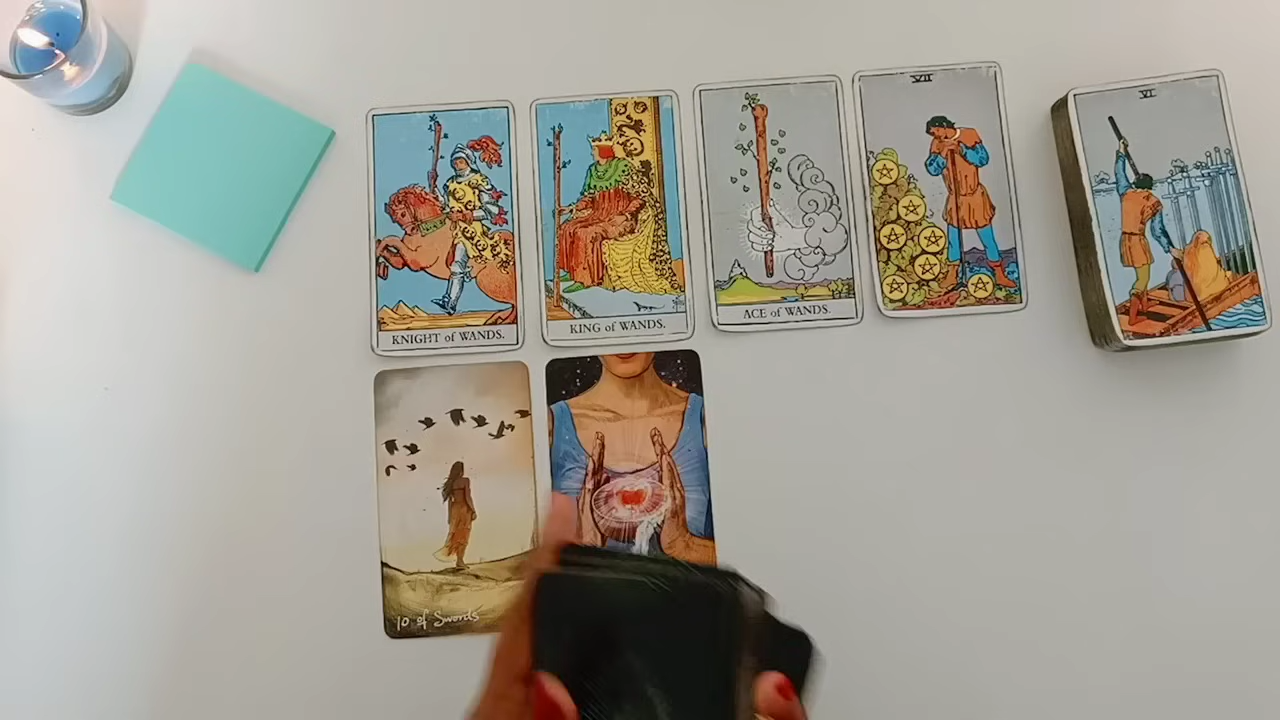 VII
VI
KNIGHT of WANDS.
KING of WANDS.
ACE of WANDS.
10 of Swords